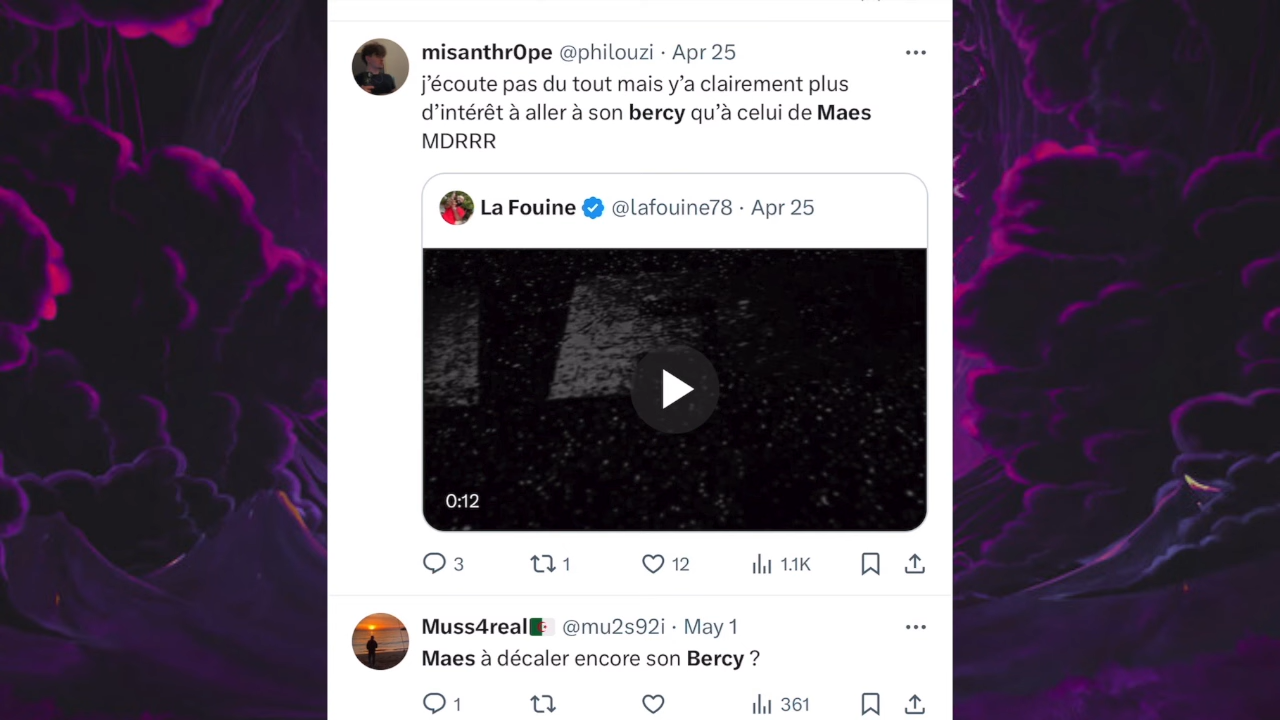 misanthr0pe @philouzi · Apr 25
j'écoute pas du tout mais y'a clairement plus
d'intérêt à aller à son bercy qu'à celui de Maes
MDRRR
La Fouine @lafouine78 · Apr 25
0:12
3 1 12 1.1K
Muss4real🇩🇿 @mu2s92i · May 1
Maes à décaler encore son Bercy ?
1 361